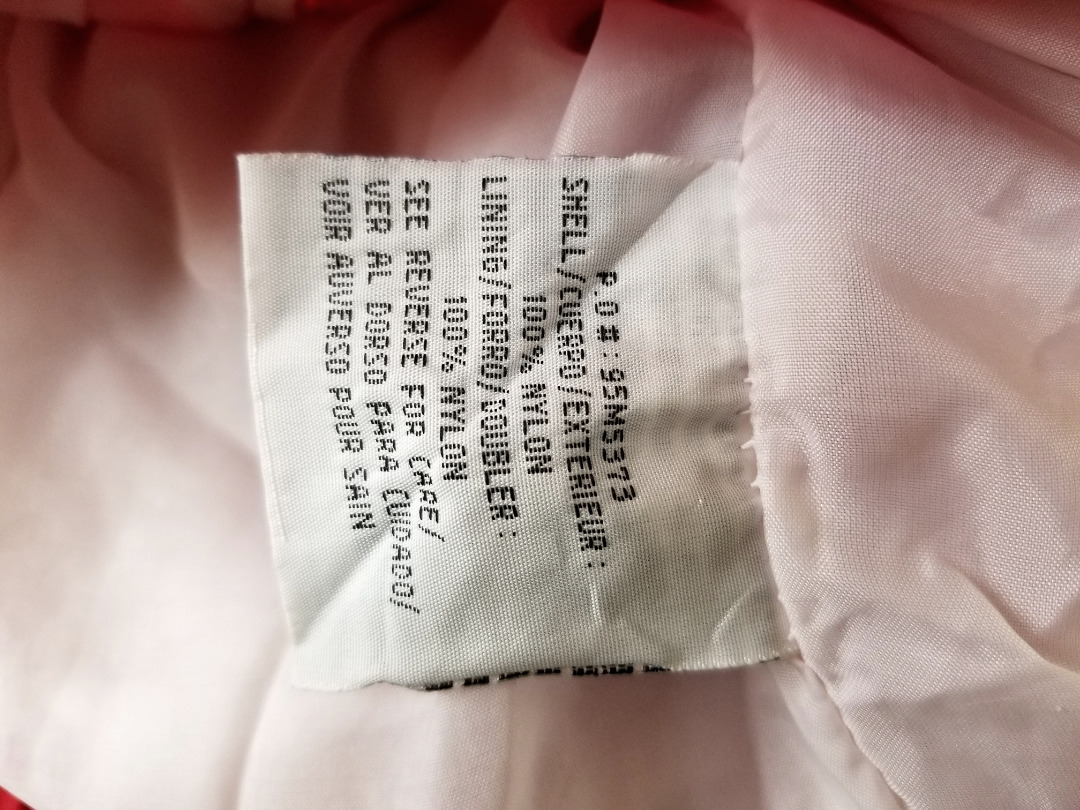 P.O#:95N5373
SHELL/CUERPO/EXTERIEUR:
100% NYLON
LINING/FORRO/DOUBLER:
100% NYLON
SEE REVERSE FOR CARE/
VER AL DORSO PARA CUIDADO/
VOIR AUVERSO POUR SAIN